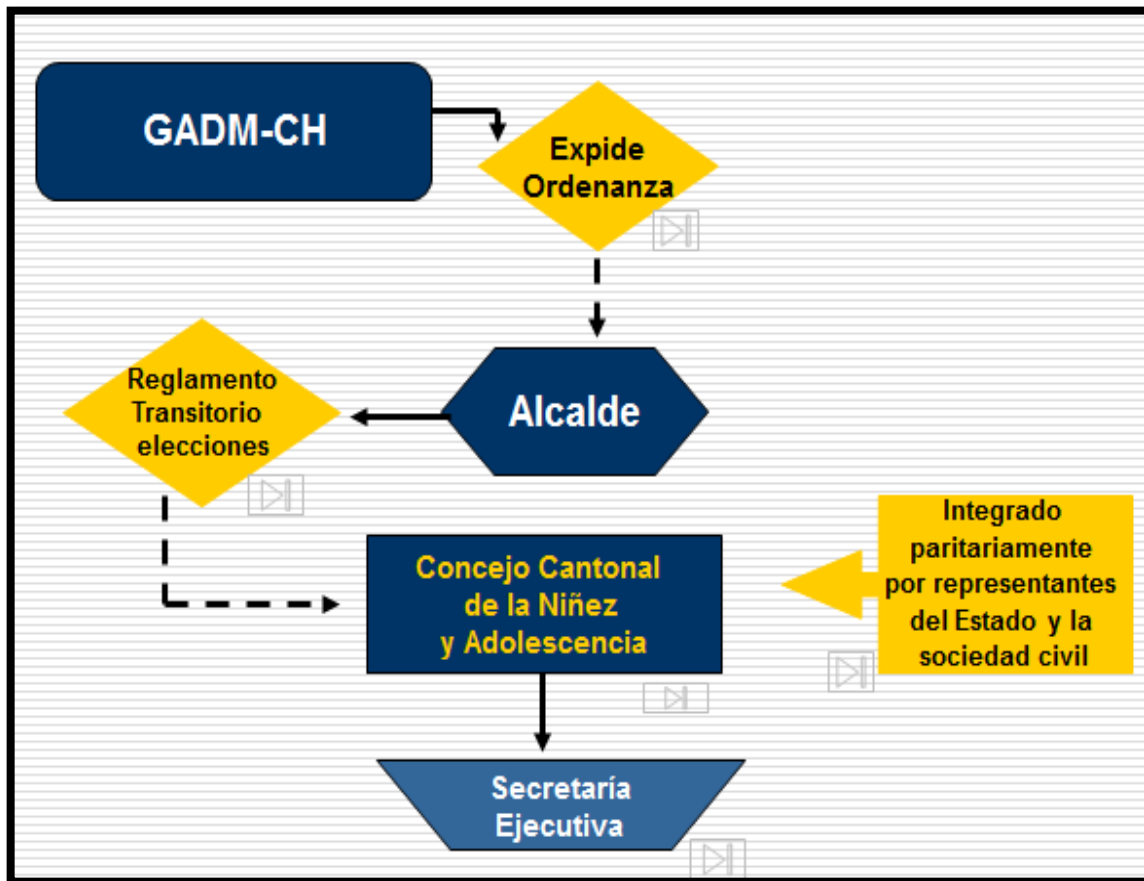 GADM-CH
Expide
Ordenanza
Reglamento
Transitorio
elecciones
Alcalde
Concejo Cantonal
de la Niñez
y Adolescencia
Integrado
paritariamente
por representantes
del Estado y la
sociedad civil
Secretaría
Ejecutiva